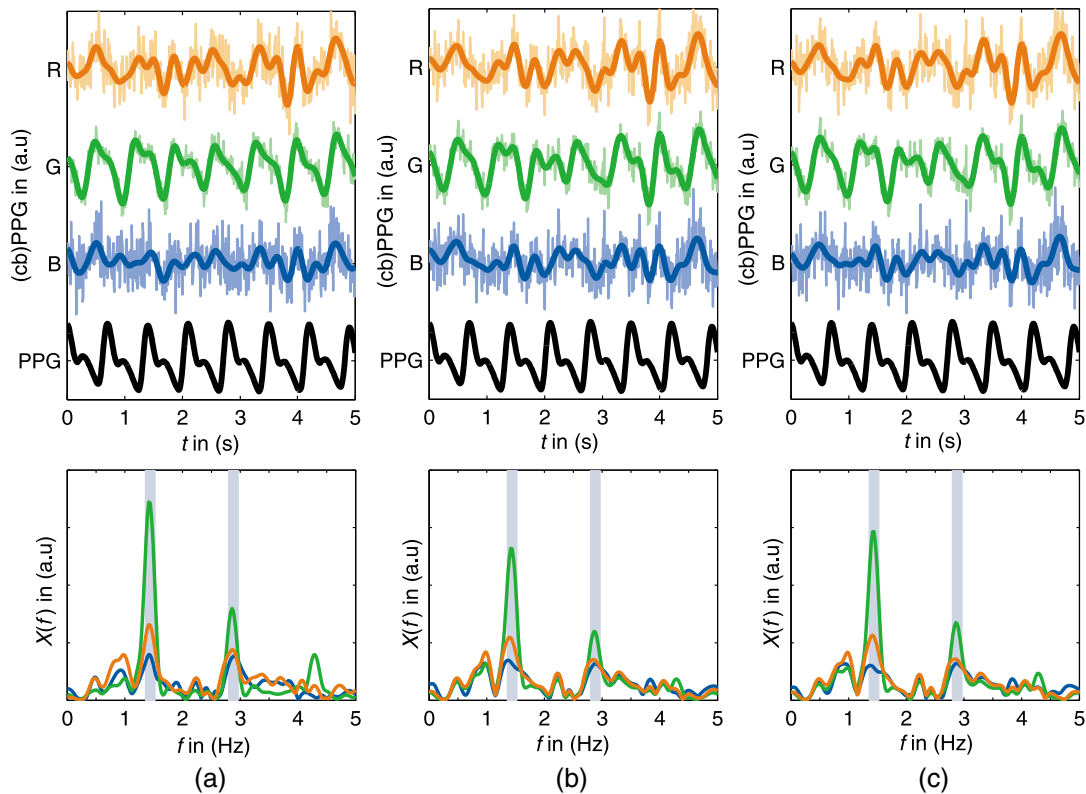 (cb)PPG in (a.u)
R
G
B
PPG
0 1 2 3 4 5
t in (s)
(cb)PPG in (a.u)
R
G
B
PPG
0 1 2 3 4 5
t in (s)
(cb)PPG in (a.u)
R
G
B
PPG
0 1 2 3 4 5
t in (s)
X(f) in (a.u)
0 1 2 3 4 5
f in (Hz)
(a)
X(f) in (a.u)
0 1 2 3 4 5
f in (Hz)
(b)
X(f) in (a.u)
0 1 2 3 4 5
f in (Hz)
(c)